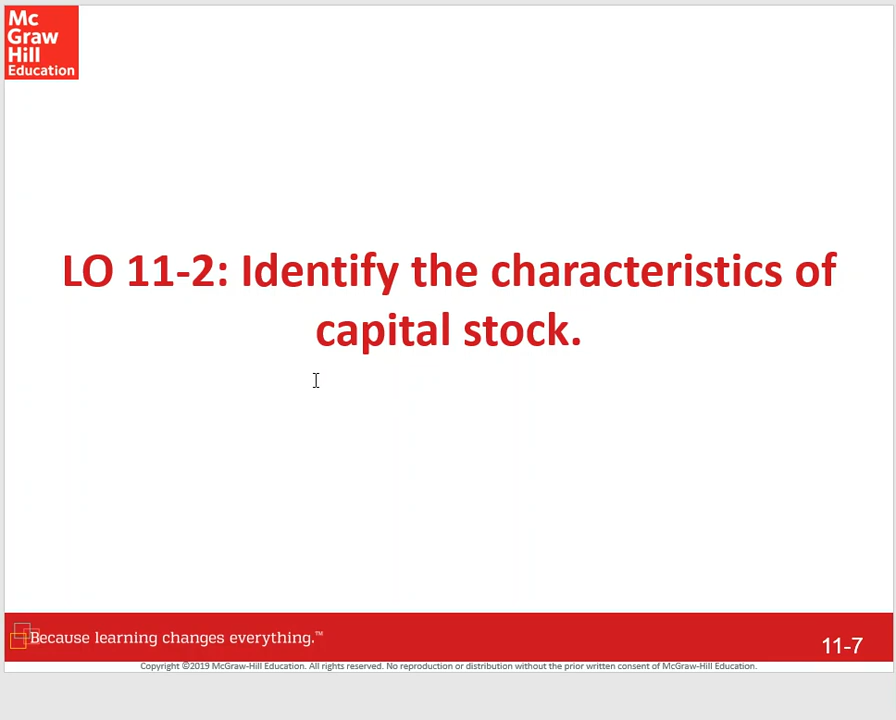 Mc
Graw
Hill
Education
LO 11-2: Identify the characteristics of
capital stock.
Because learning changes everything.™
11-7
Copyright ©2019 McGraw-Hill Education. All rights reserved. No reproduction or distribution without the prior written consent of McGraw-Hill Education.